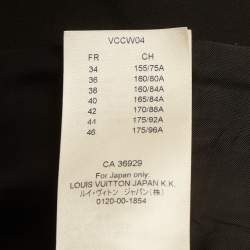 VCCW04
FR CH
34 155/75A
36 160/80A
38 160/84A
40 165/84A
42 170/88A
44 175/92A
46 175/96A
CA 36929
For Japan only:
LOUIS VUITTON JAPAN K.K.
ルイ・ヴィトン ジャパン(株)
0120-00-1854